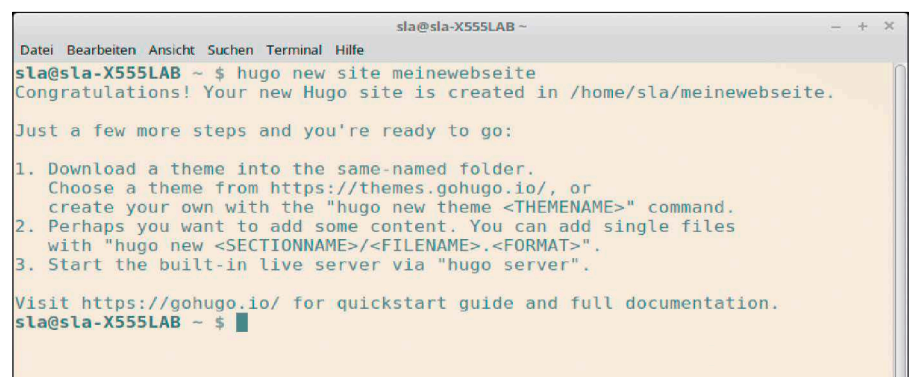 sla@sla-X555LAB ~
Datei Bearbeiten Ansicht Suchen Terminal Hilfe
sla@sla-X555LAB ~ $ hugo new site meinewebseite
Congratulations! Your new Hugo site is created in /home/sla/meinewebseite.
Just a few more steps and you're ready to go:
1. Download a theme into the same-named folder.
Choose a theme from https://themes.gohugo.io/, or
create your own with the "hugo new theme <THEMENAME>" command.
2. Perhaps you want to add some content. You can add single files
with "hugo new <SECTIONNAME>/<FILENAME>.<FORMAT>".
3. Start the built-in live server via "hugo server".
Visit https://gohugo.io/ for quickstart guide and full documentation.
sla@sla-X555LAB ~ $